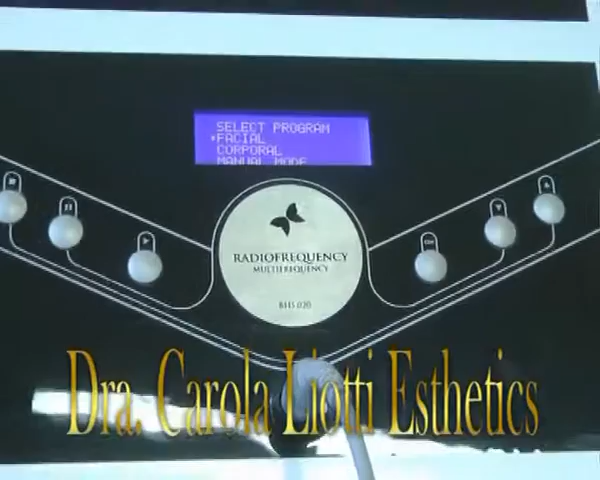 SELECT PROGRAM
FACIAL
CORPORAL
MANUAL MODE
RADIOFREQUENCY
MULTIFREQUENCY
Dra. Carola Liotti Esthetics